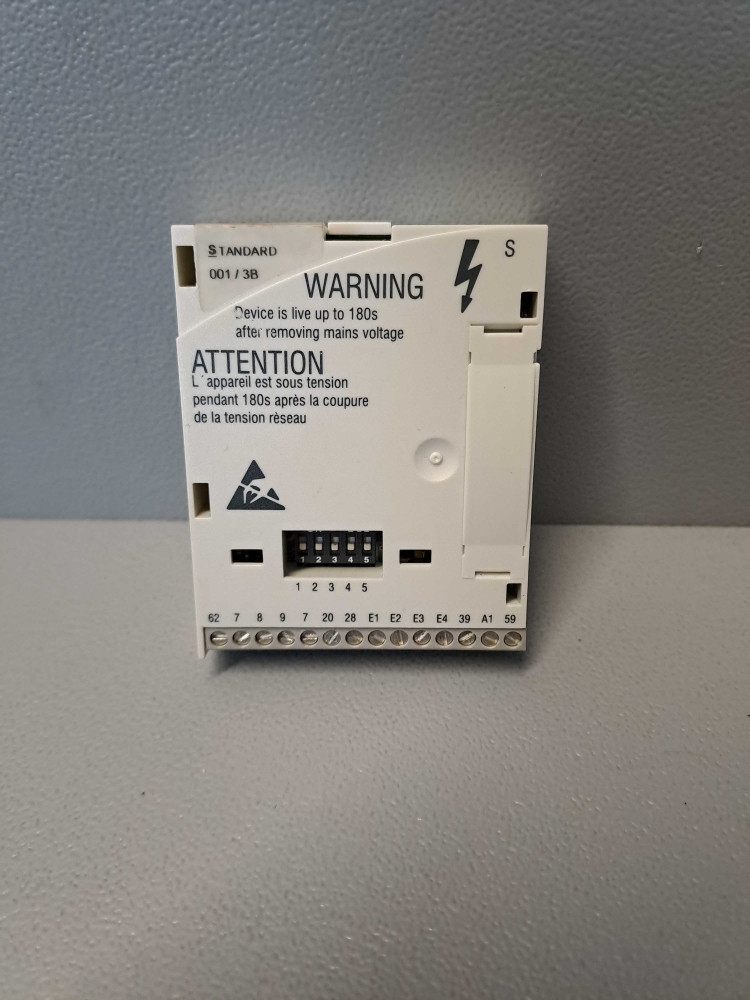 STANDARD
001 / 3B
S
WARNING
Device is live up to 180s
after removing mains voltage
ATTENTION
L´appareil est sous tension
pendant 180s après la coupure
de la tension rèseau
1 2 3 4 5
1 2 3 4 5
62 7 8 9 7 20 28 E1 E2 E3 E4 39 A1 59